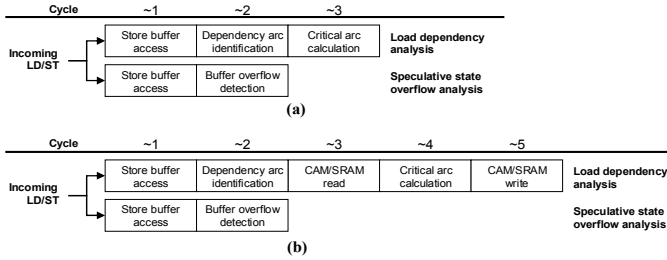 Cycle ~1 ~2 ~3
Store buffer Dependency arc Critical arc Load dependency
access identification calculation analysis
Incoming
LD/ST
Store buffer Buffer overflow Speculative state
access detection overflow analysis
(a)
Cycle ~1 ~2 ~3 ~4 ~5
Store buffer Dependency arc CAM/SRAM Critical arc CAM/SRAM Load dependency
access identification read calculation write analysis
Incoming
LD/ST
Store buffer Buffer overflow Speculative state
access detection overflow analysis
(b)